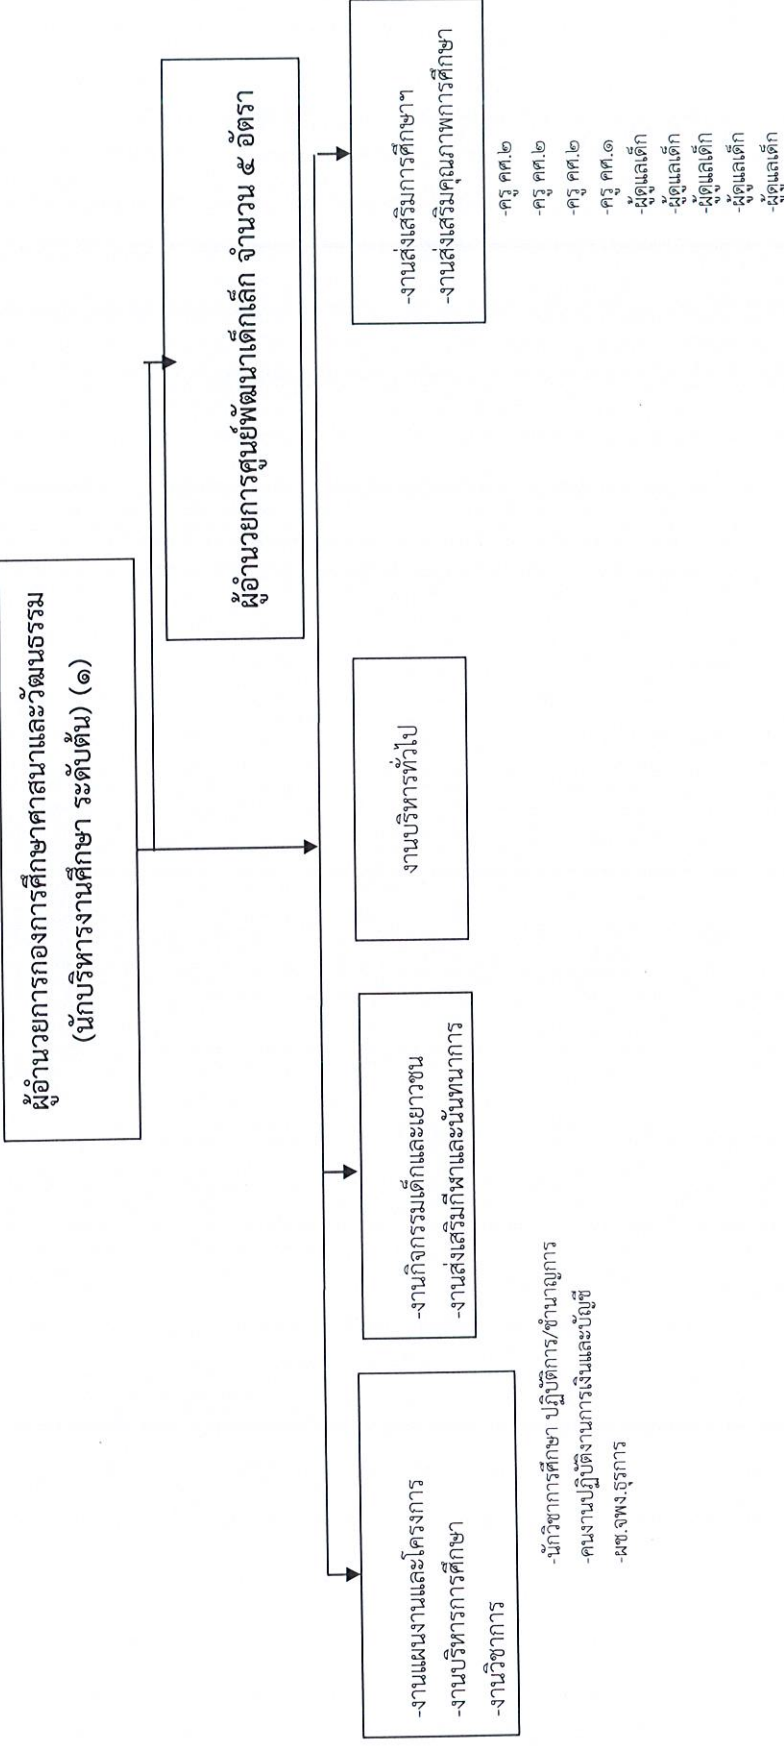 ผู้อำนวยการกองการศึกษาศาสนาและวัฒนธรรม
(นักบริหารงานศึกษา ระดับต้น) (๑)
ผู้อำนวยการศูนย์พัฒนาเด็กเล็ก จำนวน ๕ อัตรา
-งานแผนงานและโครงการ
-งานบริหารการศึกษา
-งานวิชาการ
-นักวิชาการศึกษา ปฏิบัติการ/ชำนาญการ
-คนงานปฏิบัติงานการเงินและบัญชี
-ผช.จพง.ธุรการ
-งานกิจกรรมเด็กและเยาวชน
-งานส่งเสริมกีฬาและนันทนาการ
งานบริหารทั่วไป
-งานส่งเสริมการศึกษาฯ
-งานส่งเสริมคุณภาพการศึกษา
-ครู คศ.๒
-ครู คศ.๒
-ครู คศ.๒
-ครู คศ.๑
-ผู้ดูแลเด็ก
-ผู้ดูแลเด็ก
-ผู้ดูแลเด็ก
-ผู้ดูแลเด็ก
-ผู้ดูแลเด็ก